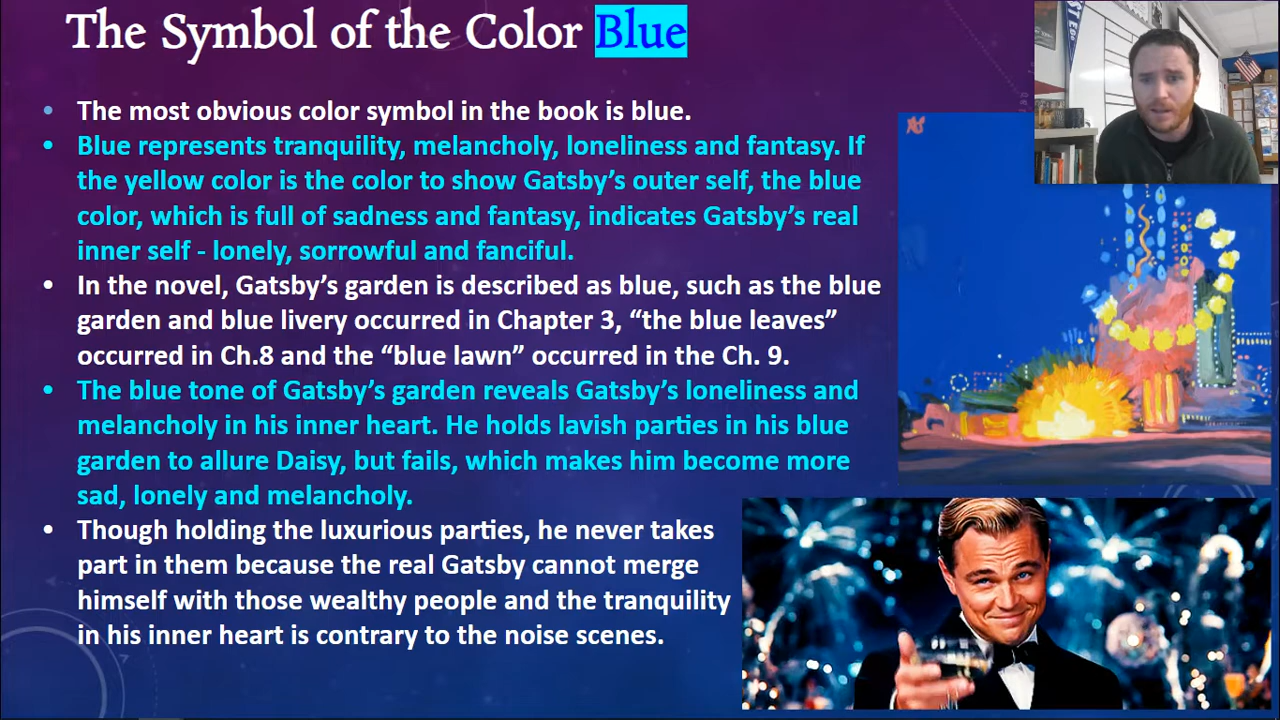 The Symbol of the Color Blue
• The most obvious color symbol in the book is blue.
• Blue represents tranquility, melancholy, loneliness and fantasy. If
the yellow color is the color to show Gatsby’s outer self, the blue
color, which is full of sadness and fantasy, indicates Gatsby’s real
inner self - lonely, sorrowful and fanciful.
• In the novel, Gatsby’s garden is described as blue, such as the blue
garden and blue livery occurred in Chapter 3, “the blue leaves”
occurred in Ch.8 and the “blue lawn” occurred in the Ch. 9.
• The blue tone of Gatsby’s garden reveals Gatsby’s loneliness and
melancholy in his inner heart. He holds lavish parties in his blue
garden to allure Daisy, but fails, which makes him become more
sad, lonely and melancholy.
• Though holding the luxurious parties, he never takes
part in them because the real Gatsby cannot merge
himself with those wealthy people and the tranquility
in his inner heart is contrary to the noise scenes.